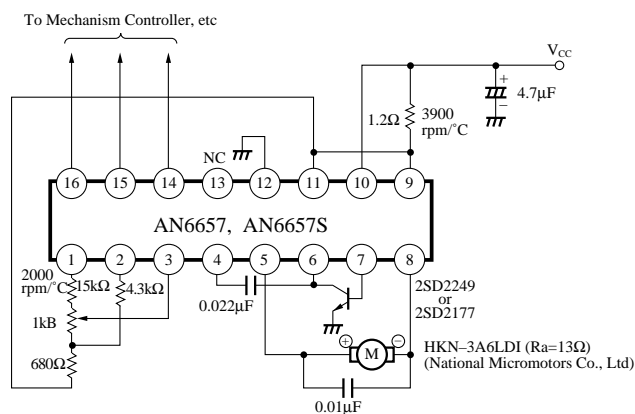 To Mechanism Controller, etc
VCC
+
−
4.7µF
1.2Ω
3900
rpm/˚C
NC
16
15
14
13
12
11
10
9
AN6657, AN6657S
1
2
3
4
5
6
7
8
2000
rpm/˚C
15kΩ
4.3kΩ
1kB
680Ω
0.022µF
2SD2249
or
2SD2177
+
M
−
HKN–3A6LDI (Ra=13Ω)
(National Micromotors Co., Ltd)
0.01µF